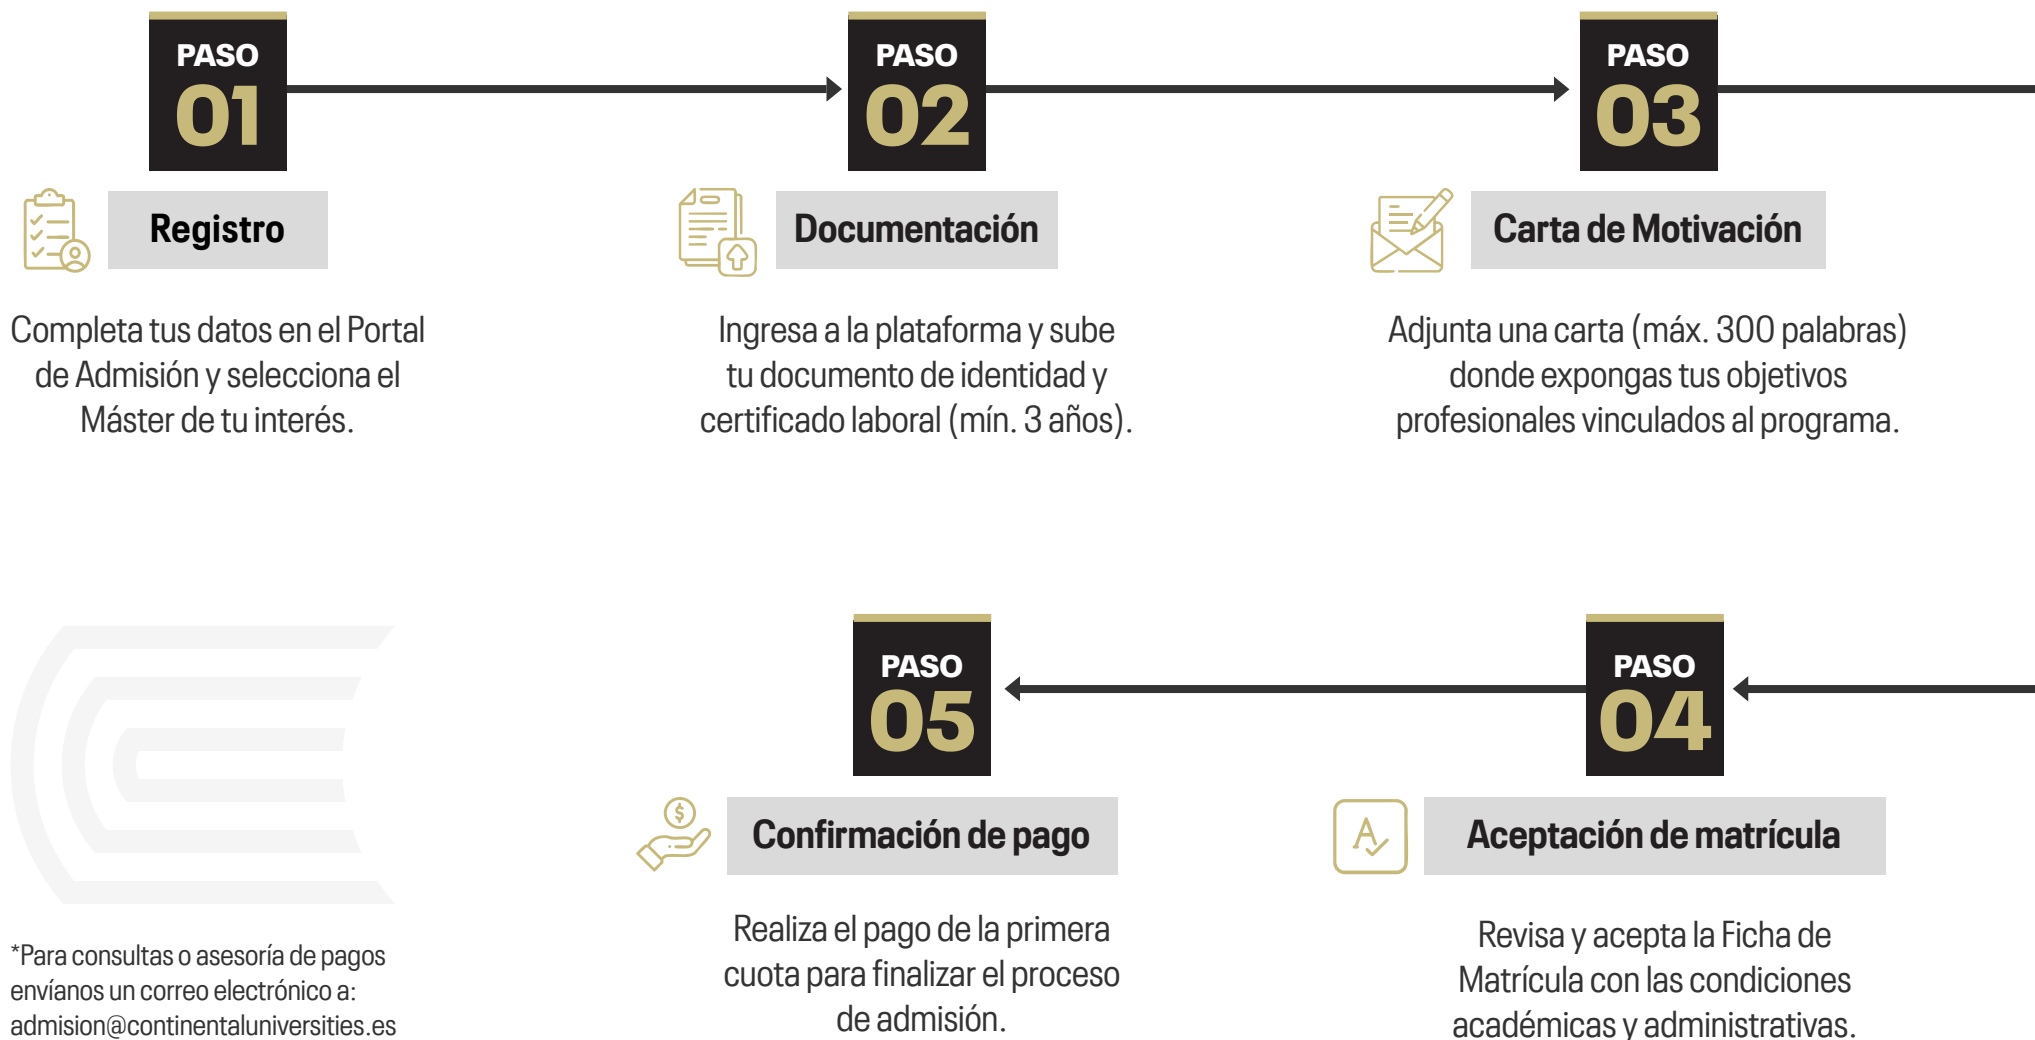 PASO
01
Registro
Completa tus datos en el Portal
de Admisión y selecciona el
Máster de tu interés.
PASO
02
Documentación
Ingresa a la plataforma y sube
tu documento de identidad y
certificado laboral (mín. 3 años).
PASO
03
Carta de Motivación
Adjunta una carta (máx. 300 palabras)
donde expongas tus objetivos
profesionales vinculados al programa.
PASO
04
Aceptación de matrícula
Revisa y acepta la Ficha de
Matrícula con las condiciones
académicas y administrativas.
PASO
05
Confirmación de pago
Realiza el pago de la primera
cuota para finalizar el proceso
de admisión.
*Para consultas o asesoría de pagos
envíanos un correo electrónico a:
admision@continentaluniversities.es